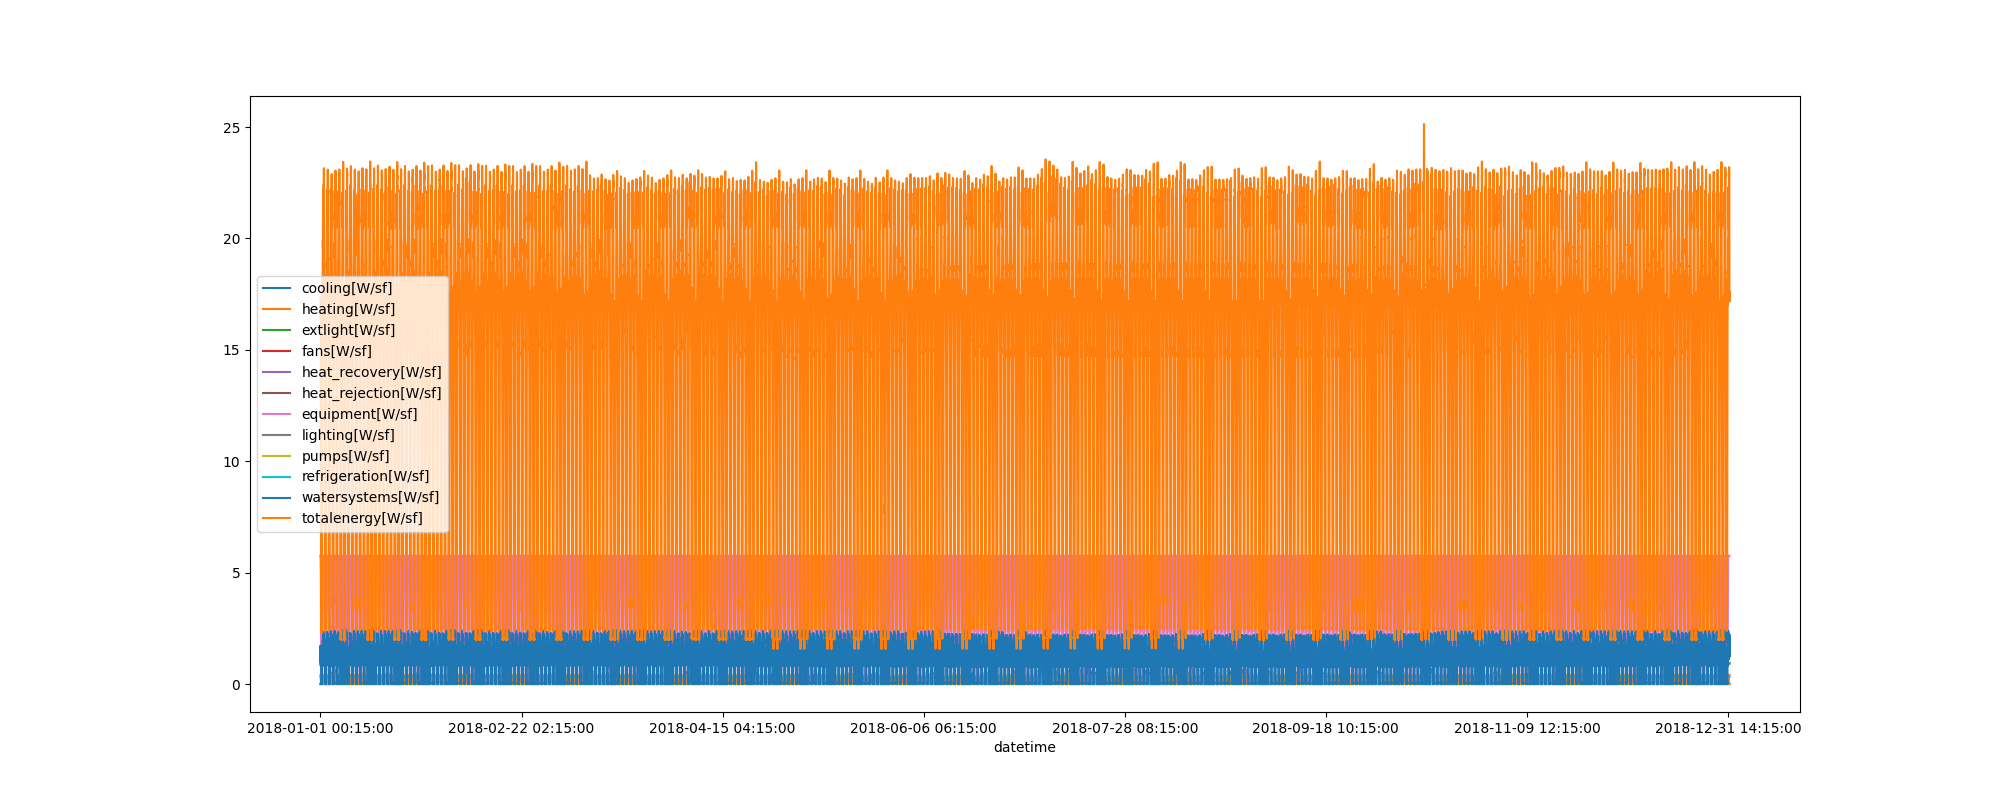 25
20
15
10
5
0
cooling[W/sf]
heating[W/sf]
extlight[W/sf]
fans[W/sf]
heat_recovery[W/sf]
heat_rejection[W/sf]
equipment[W/sf]
lighting[W/sf]
pumps[W/sf]
refrigeration[W/sf]
watersystems[W/sf]
totalenergy[W/sf]
2018-01-01 00:15:00 2018-02-22 02:15:00 2018-04-15 04:15:00 2018-06-06 06:15:00 2018-07-28 08:15:00 2018-09-18 10:15:00 2018-11-09 12:15:00 2018-12-31 14:15:00
datetime